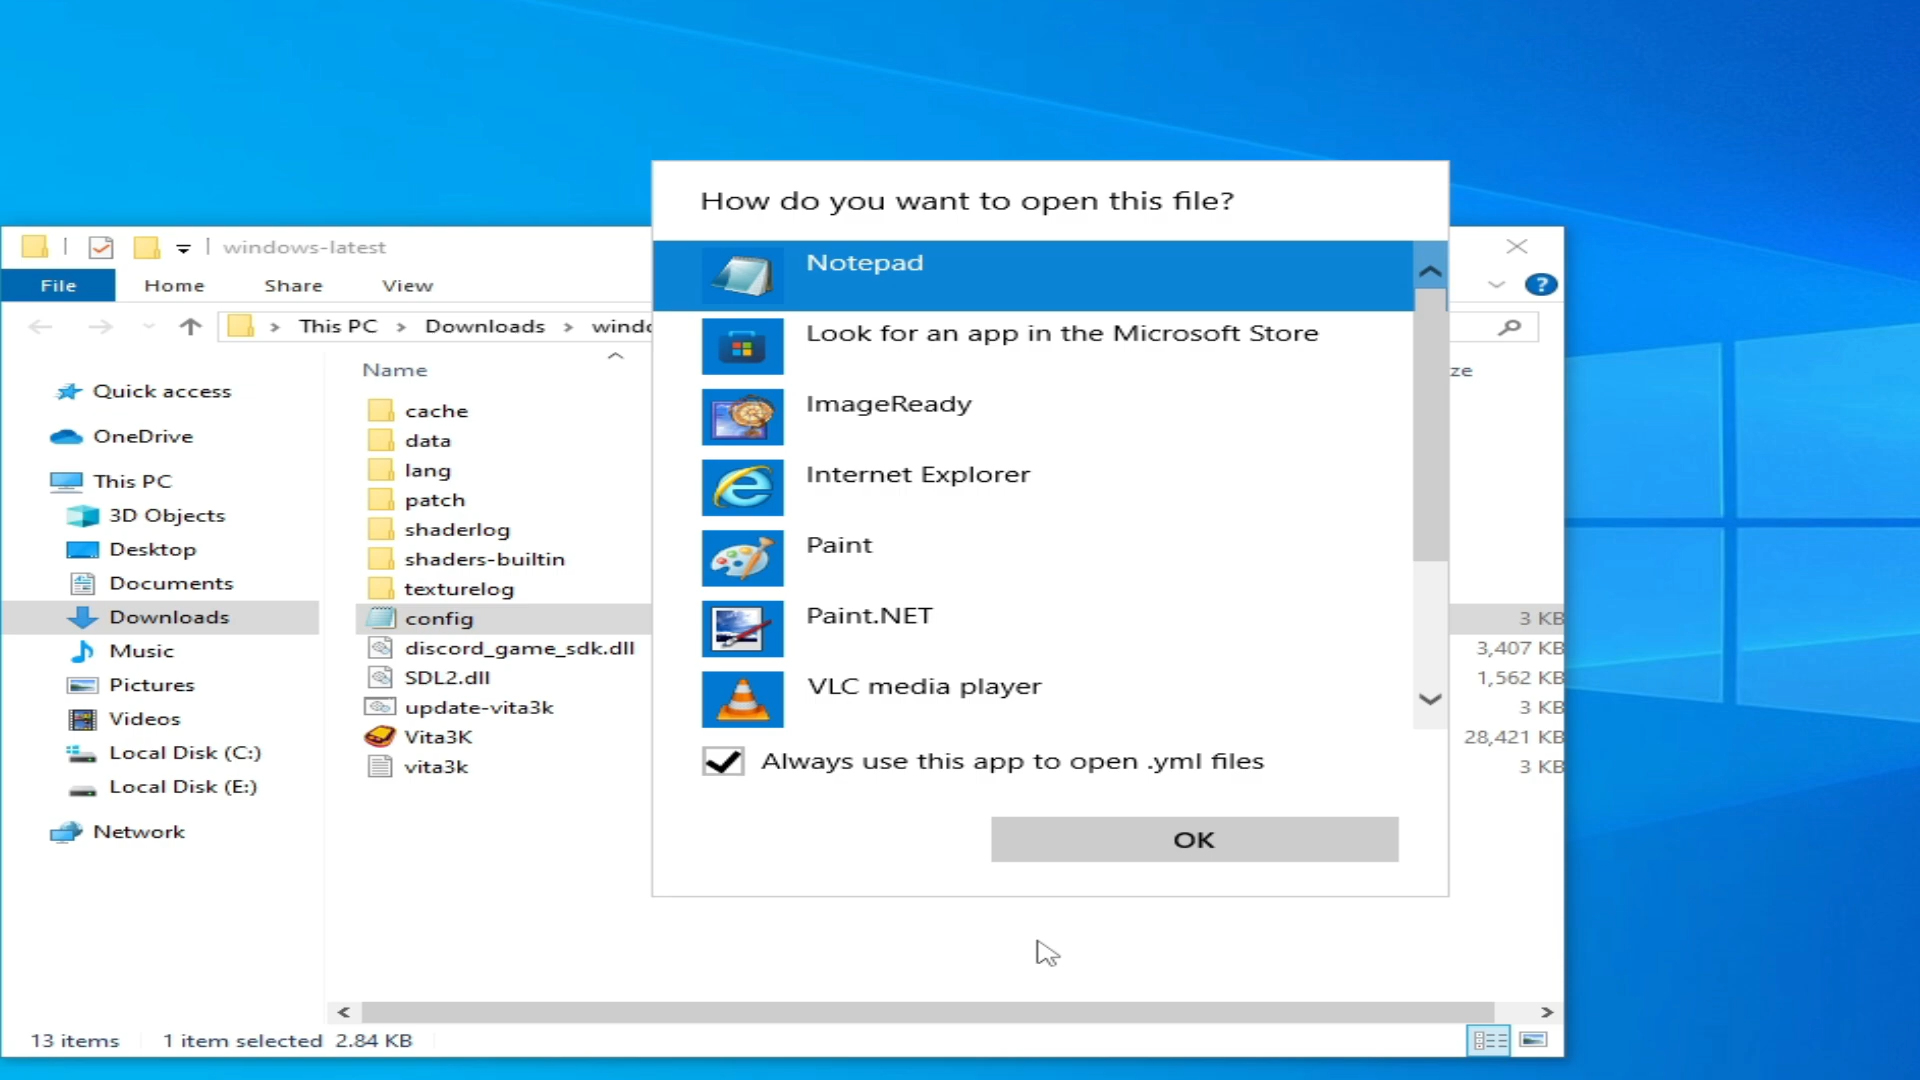 How do you want to open this file?
Notepad
Look for an app in the Microsoft Store
ImageReady
Internet Explorer
Paint
Paint.NET
VLC media player
Always use this app to open .yml files
OK
windows-latest
File Home Share View
This PC Downloads
Name
Quick access
OneDrive
This PC
3D Objects
Desktop
Documents
Downloads
Music
Pictures
Videos
Local Disk (C:)
Local Disk (E:)
Network
cache
data
lang
patch
shaderlog
shaders-builtin
texturelog
config 3 KB
discord_game_sdk.dll 3,407 KB
SDL2.dll 1,562 KB
update-vita3k 3 KB
Vita3K 28,421 KB
vita3k 3 KB
13 items 1 item selected 2.84 KB